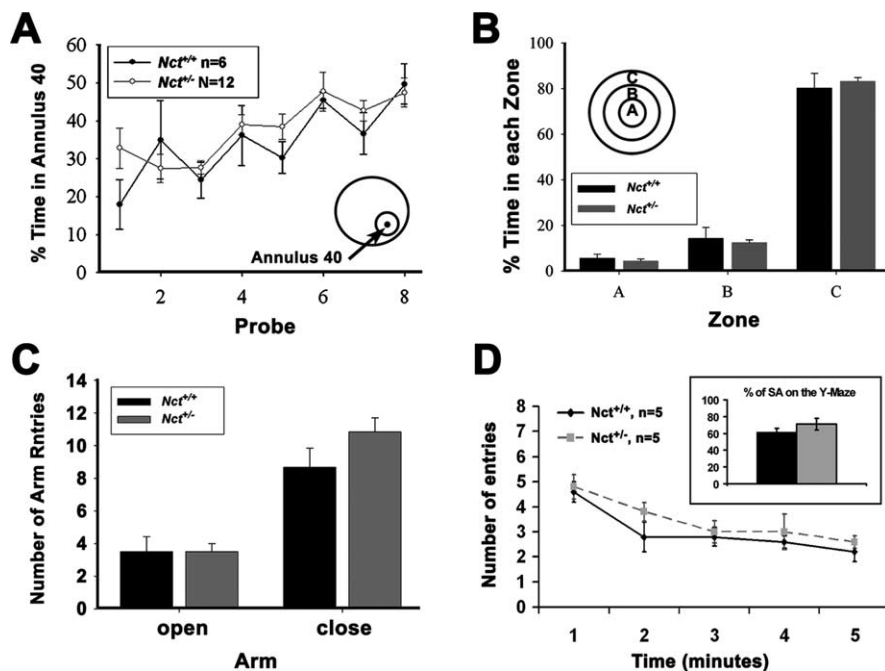 A
% Time in Annulus 40
60
50
40
30
20
10
0
Nct+/+ n=6
Nct+/- N=12
Annulus 40
2
4
6
8
Probe
B
% Time in each Zone
100
80
60
40
20
0
C
B
A
Nct+/+
Nct+/-
A
B
C
Zone
C
Number of Arm Rntries
14
12
10
8
6
4
2
0
Nct+/+
Nct+/-
open
close
Arm
D
Number of entries
8
7
6
5
4
3
2
1
0
Nct+/+, n=5
Nct+/-, n=5
% of SA on the Y-Maze
100
80
60
40
20
0
1
2
3
4
5
Time (minutes)